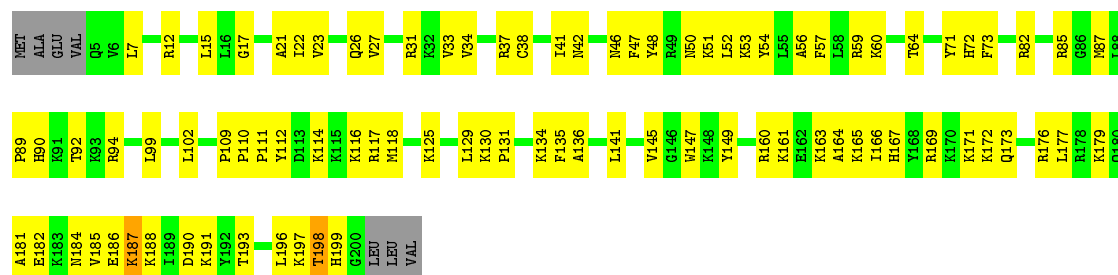 MET ALA GLU VAL Q5 V6 L7 R12 L15 L16 G17 A21 I22 V23 Q26 V27 R31 K32 V33 V34 R37 C38 I41 N42 N46 F47 Y48 R49 N50 K51 L52 K53 Y54 L55 A56 F57 L58 R59 K60 T64 Y71 H72 F73 R82 R85 G86 M87
P89 H90 K91 T92 K93 R94 L99 L102 P109 P110 P111 Y112 D113 K114 K115 K116 R117 M118 K125 L129 K130 P131 K134 F135 A136 L141 V145 G146 W147 K148 Y149 R160 K161 E162 K163 A164 K165 I166 H167 Y168 R169 K170 K171 K172 Q173 R176 L177 R178 K179
A181 E182 K183 N184 V185 E186 K187 K188 I189 D190 K191 Y192 T193 L196 K197 T198 H199 G200 LEU LEU VAL